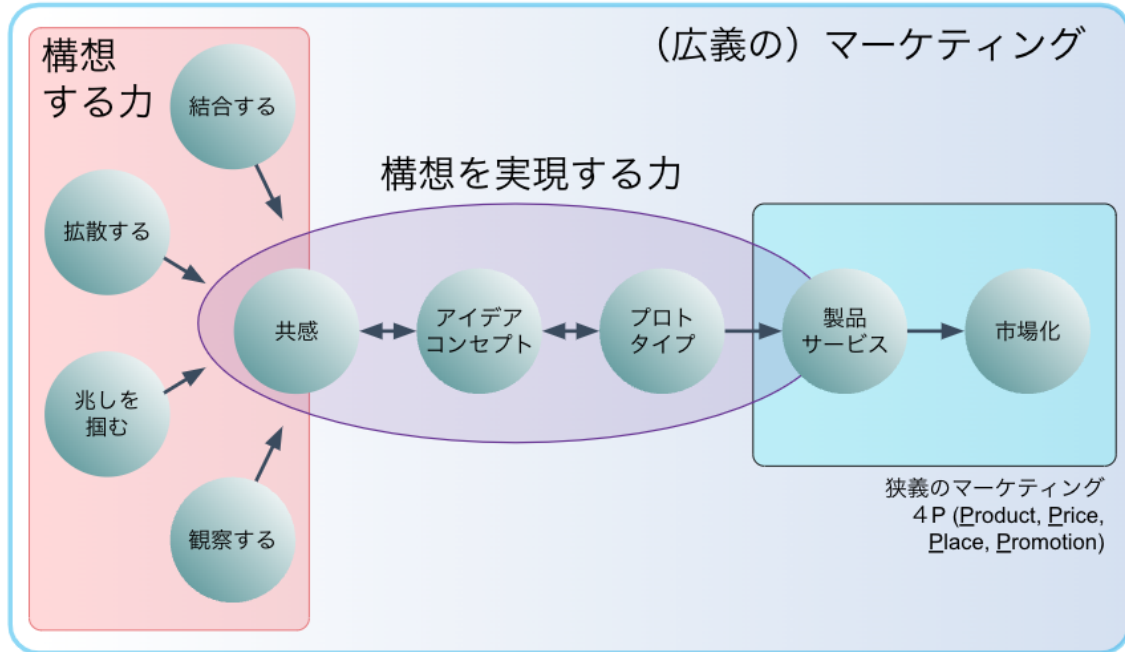 構想
する力
(広義の)マーケティング
結合する
構想を実現する力
拡散する
共感
アイデア
コンセプト
プロト
タイプ
製品
サービス
市場化
兆しを
掴む
観察する
狭義のマーケティング
4P (Product, Price,
Place, Promotion)